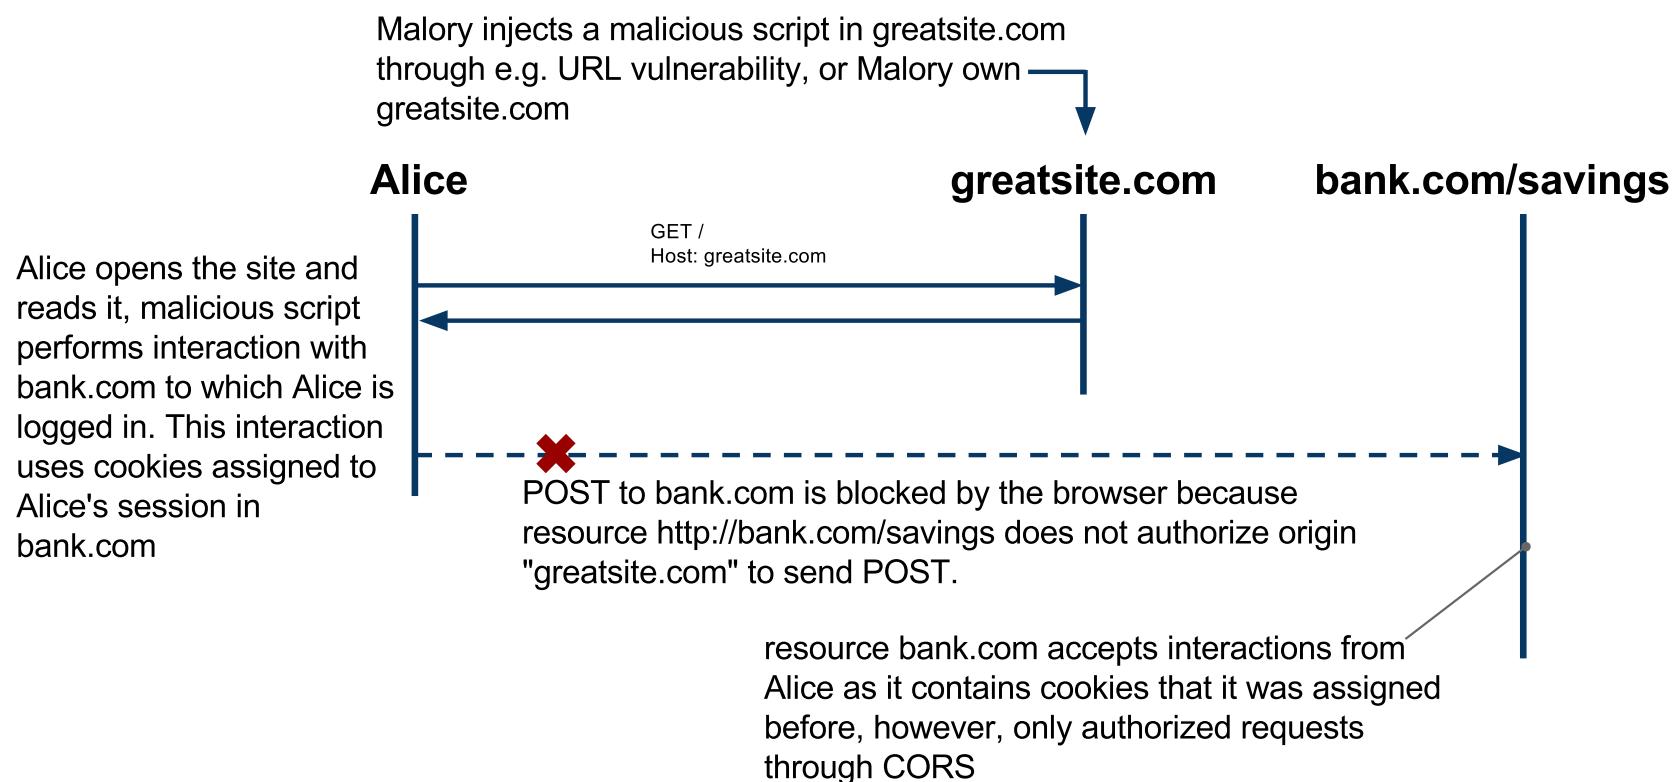 Malory injects a malicious script in greatsite.com
through e.g. URL vulnerability, or Malory own
greatsite.com
Alice
greatsite.com
bank.com/savings
GET /
Host: greatsite.com
Alice opens the site and
reads it, malicious script
performs interaction with
bank.com to which Alice is
logged in. This interaction
uses cookies assigned to
Alice's session in
bank.com
POST to bank.com is blocked by the browser because
resource http://bank.com/savings does not authorize origin
"greatsite.com" to send POST.
resource bank.com accepts interactions from
Alice as it contains cookies that it was assigned
before, however, only authorized requests
through CORS